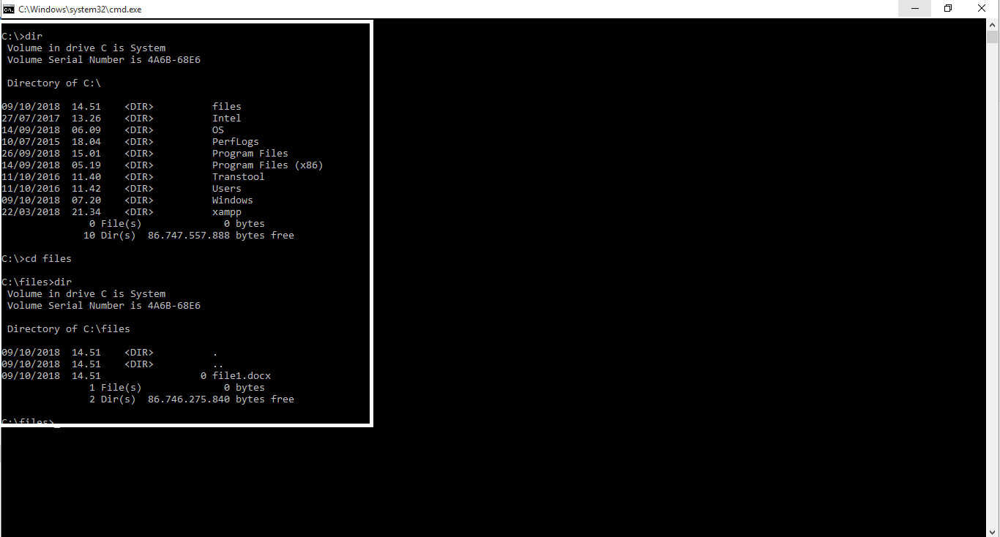 C:\Windows\system32\cmd.exe
C:\>dir
 Volume in drive C is System
 Volume Serial Number is 4A6B-68E6
 Directory of C:\
09/10/2018  14.51    <DIR>          files
27/07/2017  13.26    <DIR>          Intel
14/09/2018  06.09    <DIR>          OS
10/07/2015  18.04    <DIR>          PerfLogs
26/09/2018  15.01    <DIR>          Program Files
14/09/2018  05.19    <DIR>          Program Files (x86)
11/10/2016  11.40    <DIR>          Transtool
11/10/2016  11.42    <DIR>          Users
09/10/2018  07.20    <DIR>          Windows
22/03/2018  21.34    <DIR>          xampp
               0 File(s)              0 bytes
              10 Dir(s)  86.747.557.888 bytes free
C:\>cd files
C:\files>dir
 Volume in drive C is System
 Volume Serial Number is 4A6B-68E6
 Directory of C:\files
09/10/2018  14.51    <DIR>          .
09/10/2018  14.51    <DIR>          ..
09/10/2018  14.51                 0 file1.docx
               1 File(s)              0 bytes
               2 Dir(s)  86.746.275.840 bytes free
C:\files>